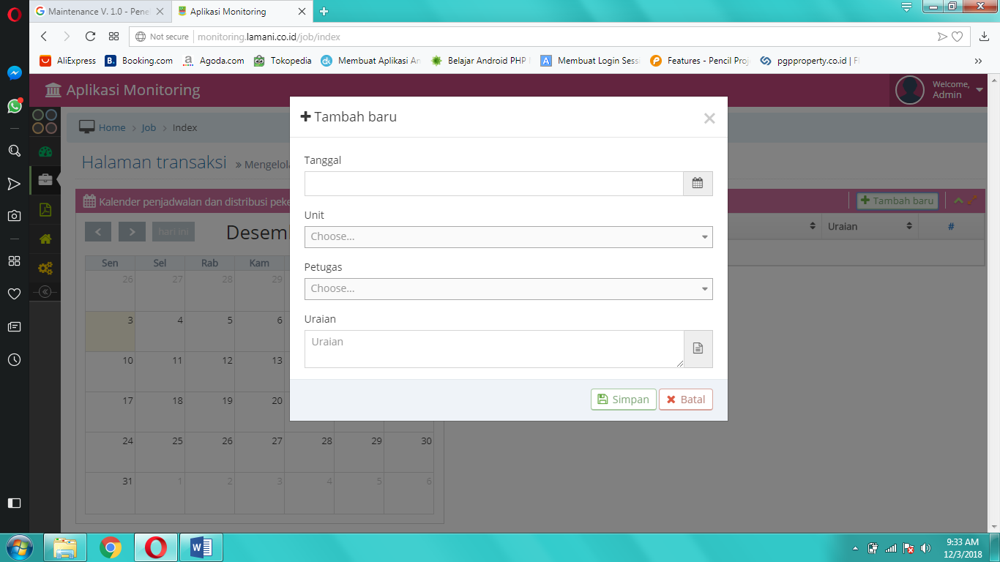 Maintenance V. 1.0 - Pene
Aplikasi Monitoring
Not secure
monitoring.lamani.co.id/job/index
AliExpress
Booking.com
Agoda.com
Tokopedia
Membuat Aplikasi An
Belajar Android PHP
Membuat Login Sess
Features - Pencil Proj
pgpproperty.co.id | F
Aplikasi Monitoring
Welcome,
Admin
Home > Job > Index
Halaman transaksi » Mengelola
Kalender penjadwalan dan distribusi peke
Tambah baru
hari ini
Desem
Uraian
#
Sen Sel Rab Kam
26 27 28 29
3 4 5 6
10 11 12 13
17 18 19 20
24 25 26 27 28 29 30
31 1 2 3 4 5 6
Tambah baru
×
Tanggal
Unit
Choose...
Petugas
Choose...
Uraian
Uraian
Simpan
Batal
9:33 AM
12/3/2018